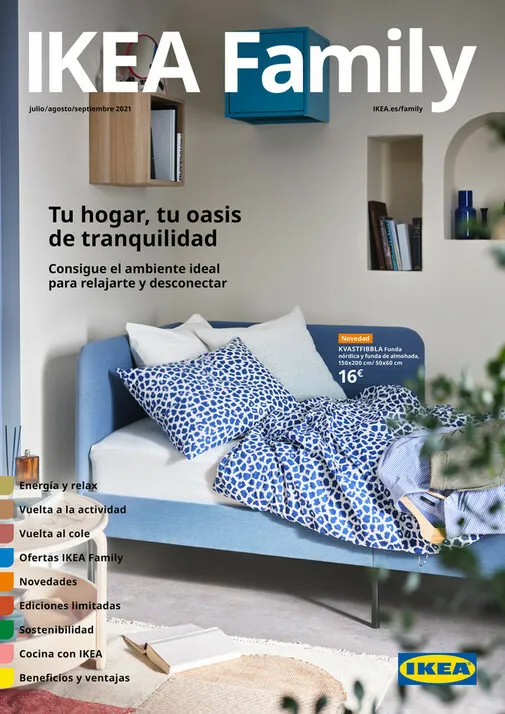 IKEA Family
julio/agosto/septiembre 2021
IKEA.es/family
Tu hogar, tu oasis
de tranquilidad
Consigue el ambiente ideal
para relajarte y desconectar
Novedad
KVASTFIBBLA Funda
nórdica y funda de almohada,
150x200 cm/ 50x60 cm
16€
Energía y relax
Vuelta a la actividad
Vuelta al cole
Ofertas IKEA Family
Novedades
Ediciones limitadas
Sostenibilidad
Cocina con IKEA
Beneficios y ventajas
IKEA